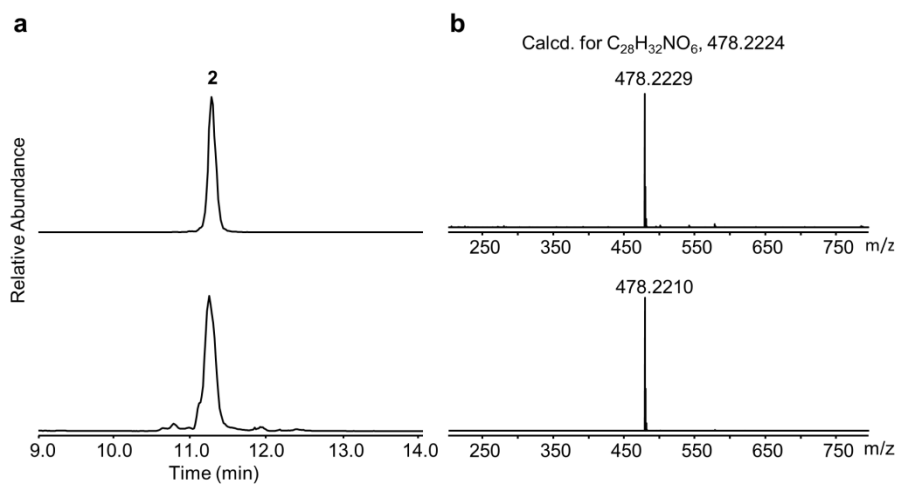 a
2
Relative Abundance
9.0 10.0 11.0 12.0 13.0 14.0
Time (min)
b
Calcd. for C₂₈H₃₂NO₆, 478.2224
478.2229
250 350 450 550 650 750 m/z
478.2210
250 350 450 550 650 750 m/z